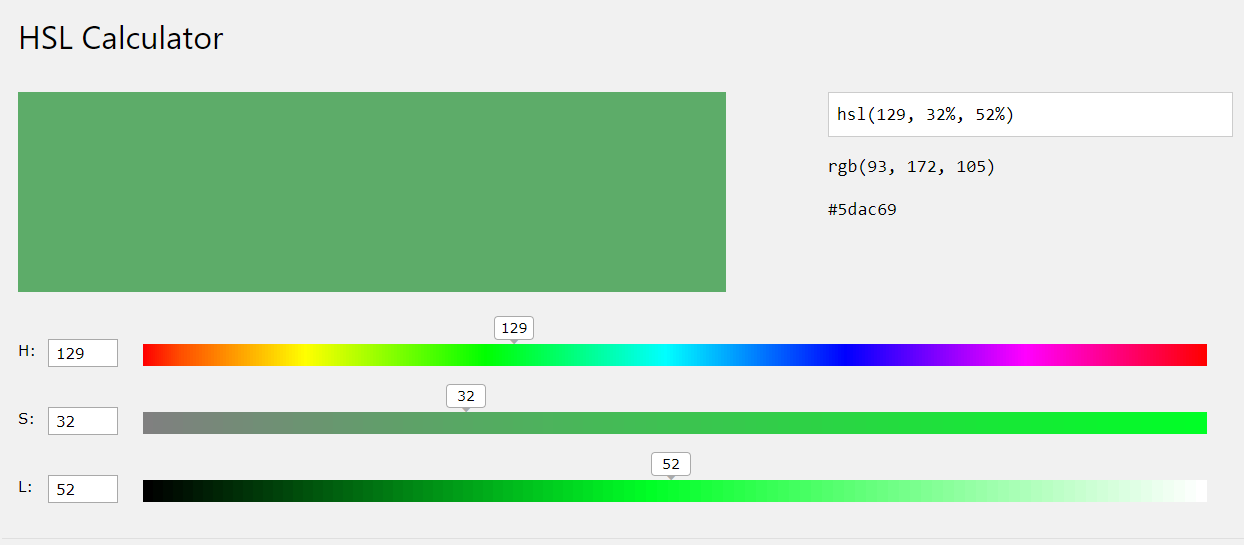 HSL Calculator
hsl(129, 32%, 52%)
rgb(93, 172, 105)
#5dac69
129
H: 129
32
S: 32
52
L: 52